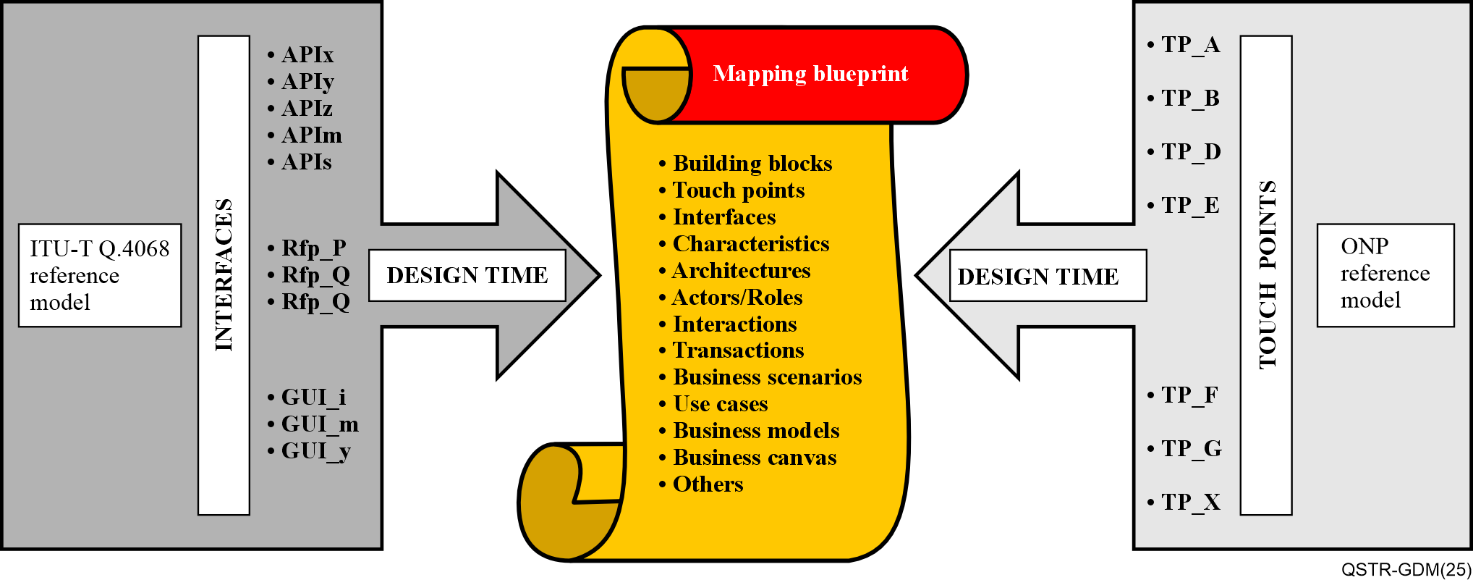 ITU-T Q.4068
reference
model
INTERFACES
• APIx
• APIy
• APIz
• APIm
• APIs
• Rfp_P
• Rfp_Q
• Rfp_Q
• GUI_i
• GUI_m
• GUI_y
DESIGN TIME
Mapping blueprint
• Building blocks
• Touch points
• Interfaces
• Characteristics
• Architectures
• Actors/Roles
• Interactions
• Transactions
• Business scenarios
• Use cases
• Business models
• Business canvas
• Others
DESIGN TIME
• TP_A
• TP_B
• TP_D
• TP_E
• TP_F
• TP_G
• TP_X
TOUCH POINTS
ONP
reference
model
QSTR-GDM(25)